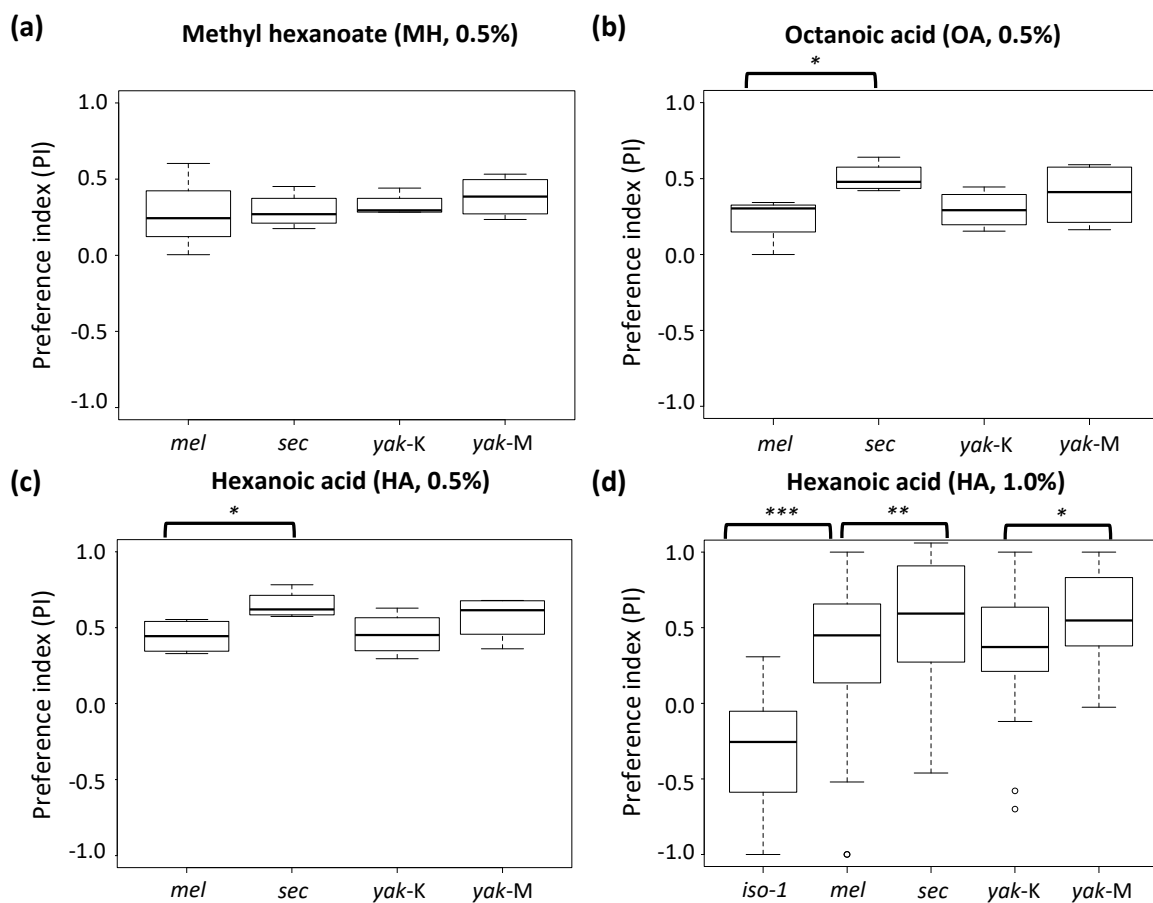 (a)
Methyl hexanoate (MH, 0.5%)
Preference index (PI)
1.0
0.5
0.0
-0.5
-1.0
mel sec yak-K yak-M
(b)
Octanoic acid (OA, 0.5%)
*
Preference index (PI)
1.0
0.5
0.0
-0.5
-1.0
mel sec yak-K yak-M
(c)
Hexanoic acid (HA, 0.5%)
*
Preference index (PI)
1.0
0.5
0.0
-0.5
-1.0
mel sec yak-K yak-M
(d)
Hexanoic acid (HA, 1.0%)
*** ** *
Preference index (PI)
1.0
0.5
0.0
-0.5
-1.0
iso-1 mel sec yak-K yak-M